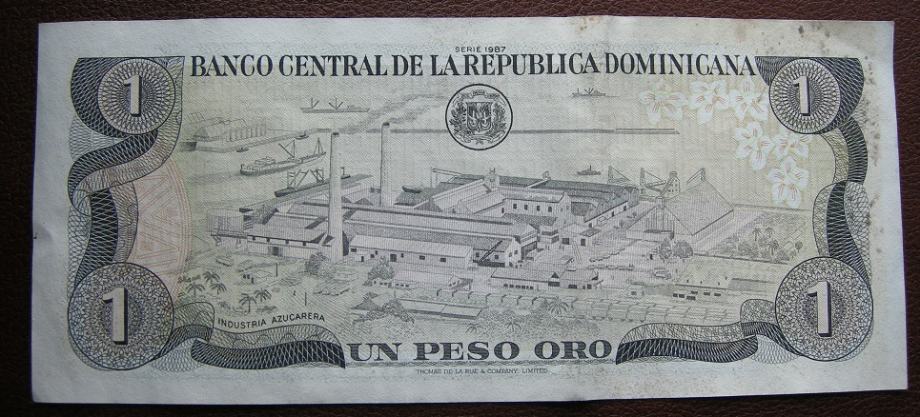 SERIE 1987
BANCO CENTRAL DE LA REPUBLICA DOMINICANA
1 1
1 1
INDUSTRIA AZUCARERA
UN PESO ORO
THOMAS DE LA RUE & COMPANY, LIMITED